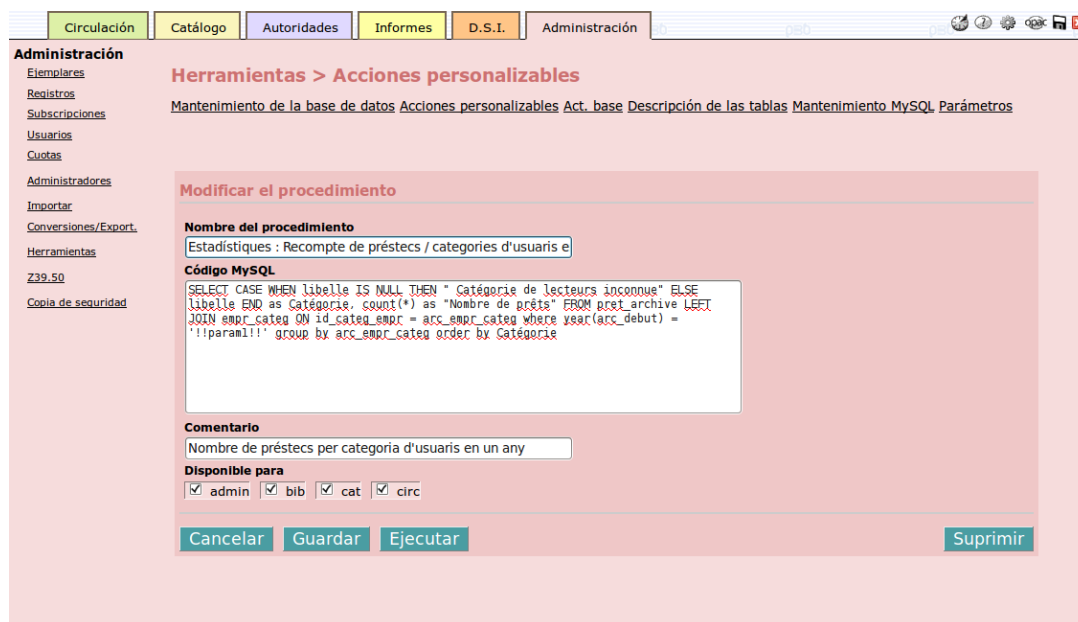 Circulación Catálogo Autoridades Informes D.S.I. Administración
opac
Administración
Ejemplares
Registros
Subscripciones
Usuarios
Cuotas
Administradores
Importar
Conversiones/Export.
Herramientas
Z39.50
Copia de seguridad
Herramientas > Acciones personalizables
Mantenimiento de la base de datos Acciones personalizables Act. base Descripción de las tablas Mantenimiento MySQL Parámetros
Modificar el procedimiento
Nombre del procedimiento
Estadístiques : Recompte de préstecs / categories d'usuaris e
Código MySQL
SELECT CASE WHEN libelle IS NULL THEN " Catégorie de lecteurs inconnue" ELSE
libelle END as Catégorie, count(*) as "Nombre de prêts" FROM pret_archive LEFT
JOIN empr_categ ON id_categ_empr = arc_empr_categ where year(arc_debut) =
'!!param1!!' group by arc_empr_categ order by Catégorie
Comentario
Nombre de préstecs per categoria d'usuaris en un any
Disponible para
admin bib cat circ
Cancelar Guardar Ejecutar Suprimir